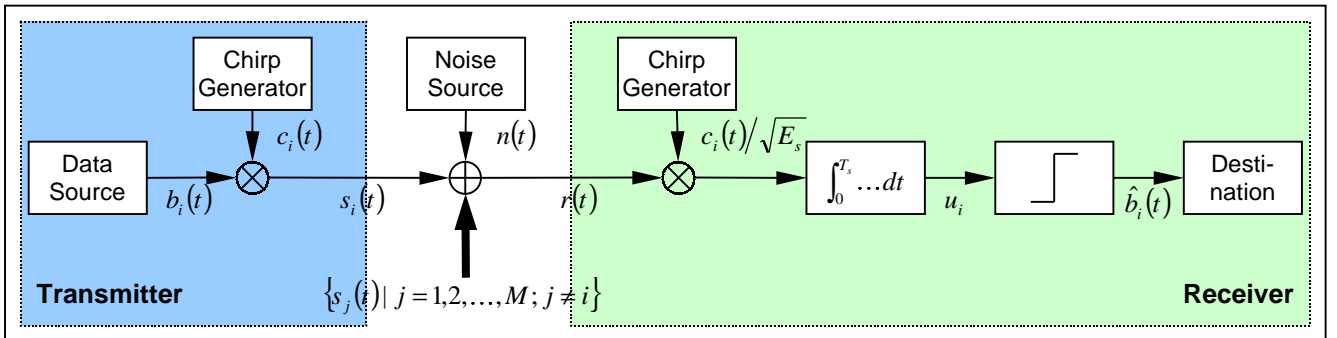 Chirp
Generator
Noise
Source
Chirp
Generator
c_i(t)
n(t)
c_i(t)/√E_s
Data
Source
b_i(t)
s_i(t)
r(t)
∫_0^{T_s} …dt
u_i
b̂_i(t)
Desti-
nation
Transmitter
{s_j(t) | j = 1,2,…,M; j ≠ i}
Receiver